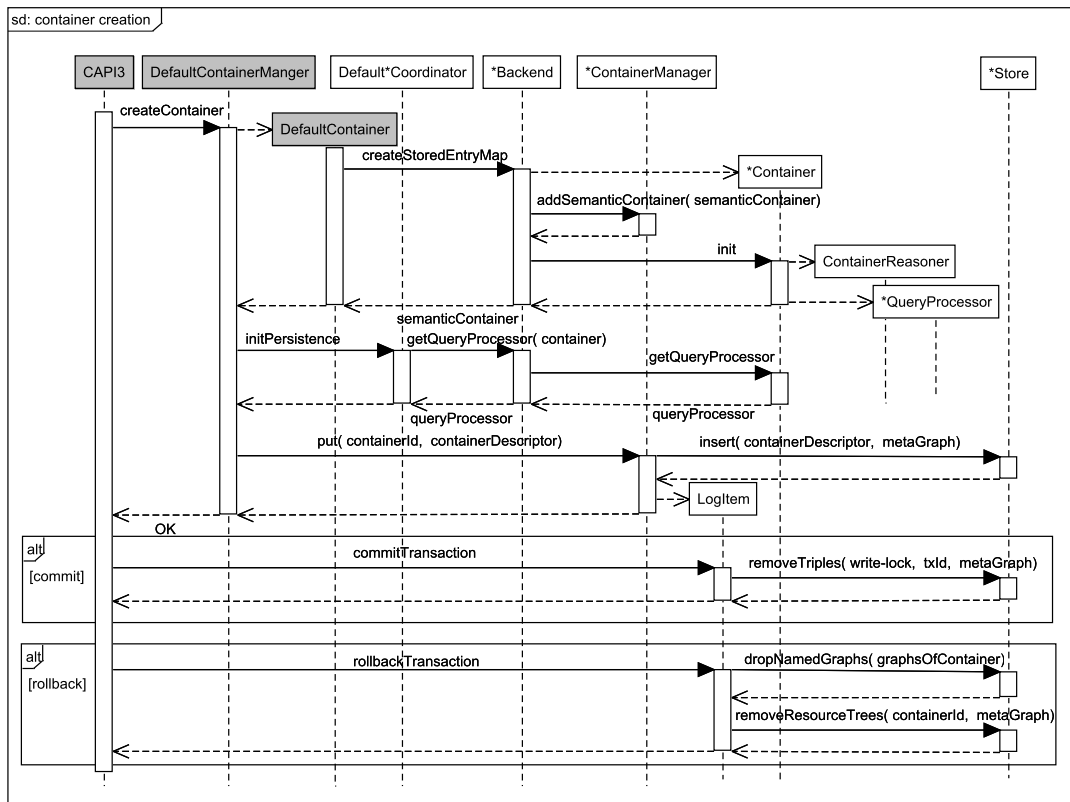 sd: container creation
CAPI3
DefaultContainerManger
Default*Coordinator
*Backend
*ContainerManager
*Store
createContainer
DefaultContainer
createStoredEntryMap
*Container
addSemanticContainer( semanticContainer)
init
ContainerReasoner
*QueryProcessor
semanticContainer
initPersistence
getQueryProcessor( container)
getQueryProcessor
queryProcessor
queryProcessor
put( containerId, containerDescriptor)
insert( containerDescriptor, metaGraph)
LogItem
OK
alt
[commit]
commitTransaction
removeTriples( write-lock, txId, metaGraph)
alt
[rollback]
rollbackTransaction
dropNamedGraphs( graphsOfContainer)
removeResourceTrees( containerId, metaGraph)